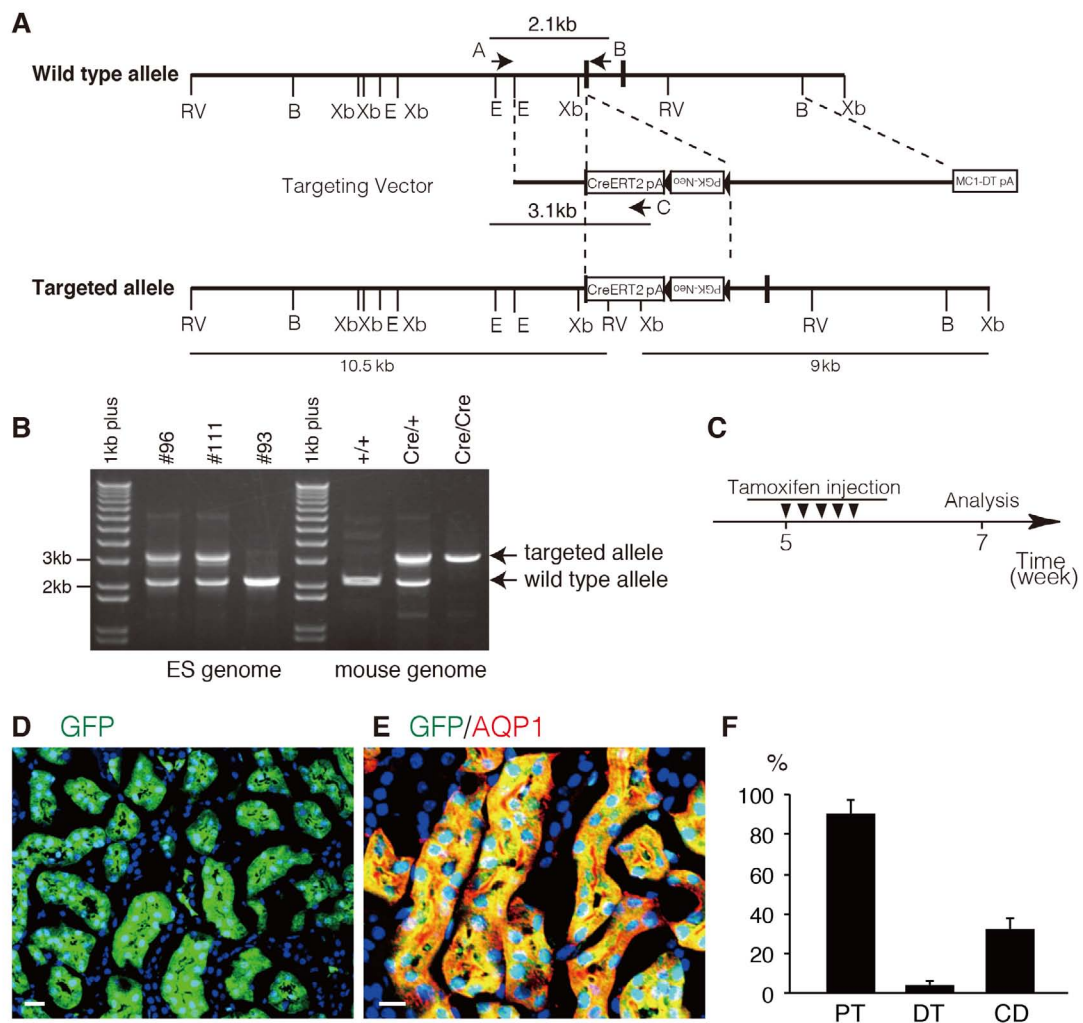 A
2.1kb
A B
Wild type allele
RV B Xb Xb E Xb E E Xb RV B Xb
Targeting Vector CreERT2 pA PGK-Neo MC1-DT pA
3.1kb C
Targeted allele CreERT2 pA PGK-Neo
RV B Xb Xb E Xb E E Xb RV Xb RV B Xb
10.5 kb 9kb
B
1kb plus #96 #111 #93 1kb plus +/+ Cre/+ Cre/Cre
3kb targeted allele
2kb wild type allele
ES genome mouse genome
C
Tamoxifen injection
Analysis
5 7
Time
(week)
D GFP
E GFP/AQP1
F
%
100
80
60
40
20
0
PT DT CD